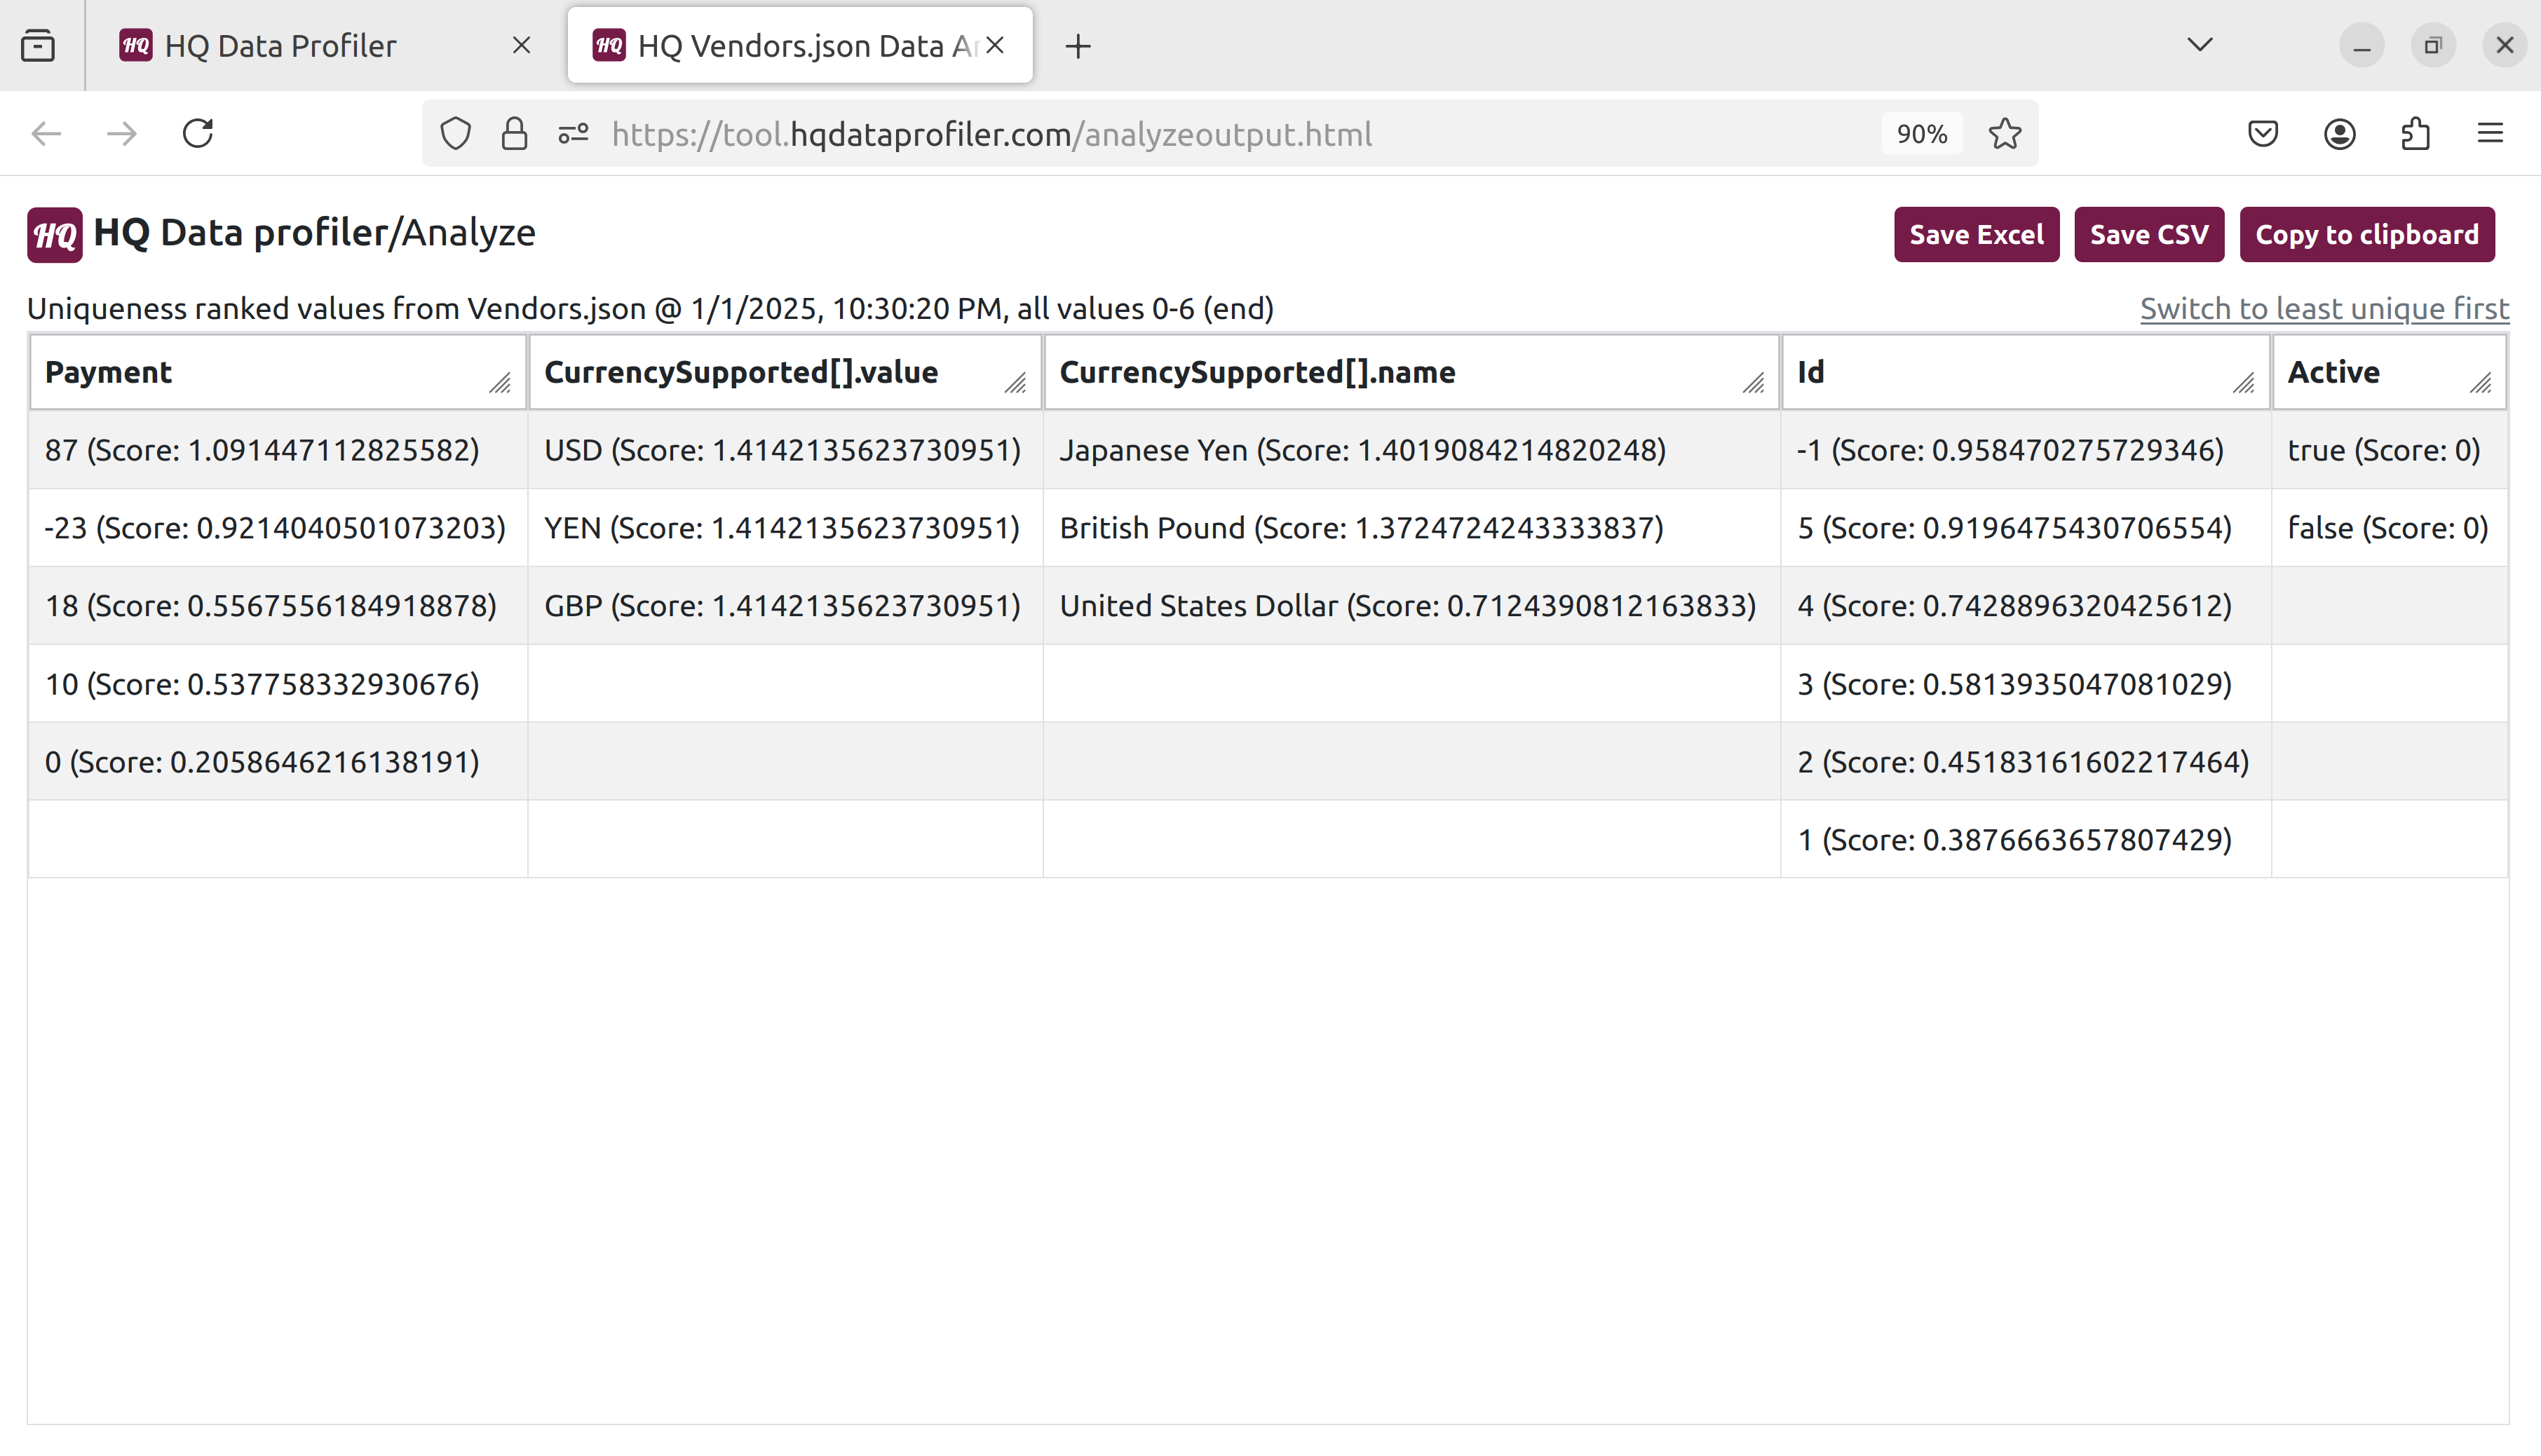 HQ HQ Data Profiler
HQ HQ Vendors.json Data
https://tool.hqdataprofiler.com/analyzeoutput.html
90%
HQ HQ Data profiler/Analyze
Save Excel
Save CSV
Copy to clipboard
Uniqueness ranked values from Vendors.json @ 1/1/2025, 10:30:20 PM, all values 0-6 (end)
Switch to least unique first
Payment CurrencySupported[].value CurrencySupported[].name Id Active
87 (Score: 1.091447112825582) USD (Score: 1.4142135623730951) Japanese Yen (Score: 1.4019084214820248) -1 (Score: 0.958470275729346) true (Score: 0)
-23 (Score: 0.9214040501073203) YEN (Score: 1.4142135623730951) British Pound (Score: 1.3724724243333837) 5 (Score: 0.9196475430706554) false (Score: 0)
18 (Score: 0.5567556184918878) GBP (Score: 1.4142135623730951) United States Dollar (Score: 0.7124390812163833) 4 (Score: 0.7428896320425612)
10 (Score: 0.537758332930676) 3 (Score: 0.5813935047081029)
0 (Score: 0.2058646216138191) 2 (Score: 0.45183161602217464)
1 (Score: 0.3876663657807429)